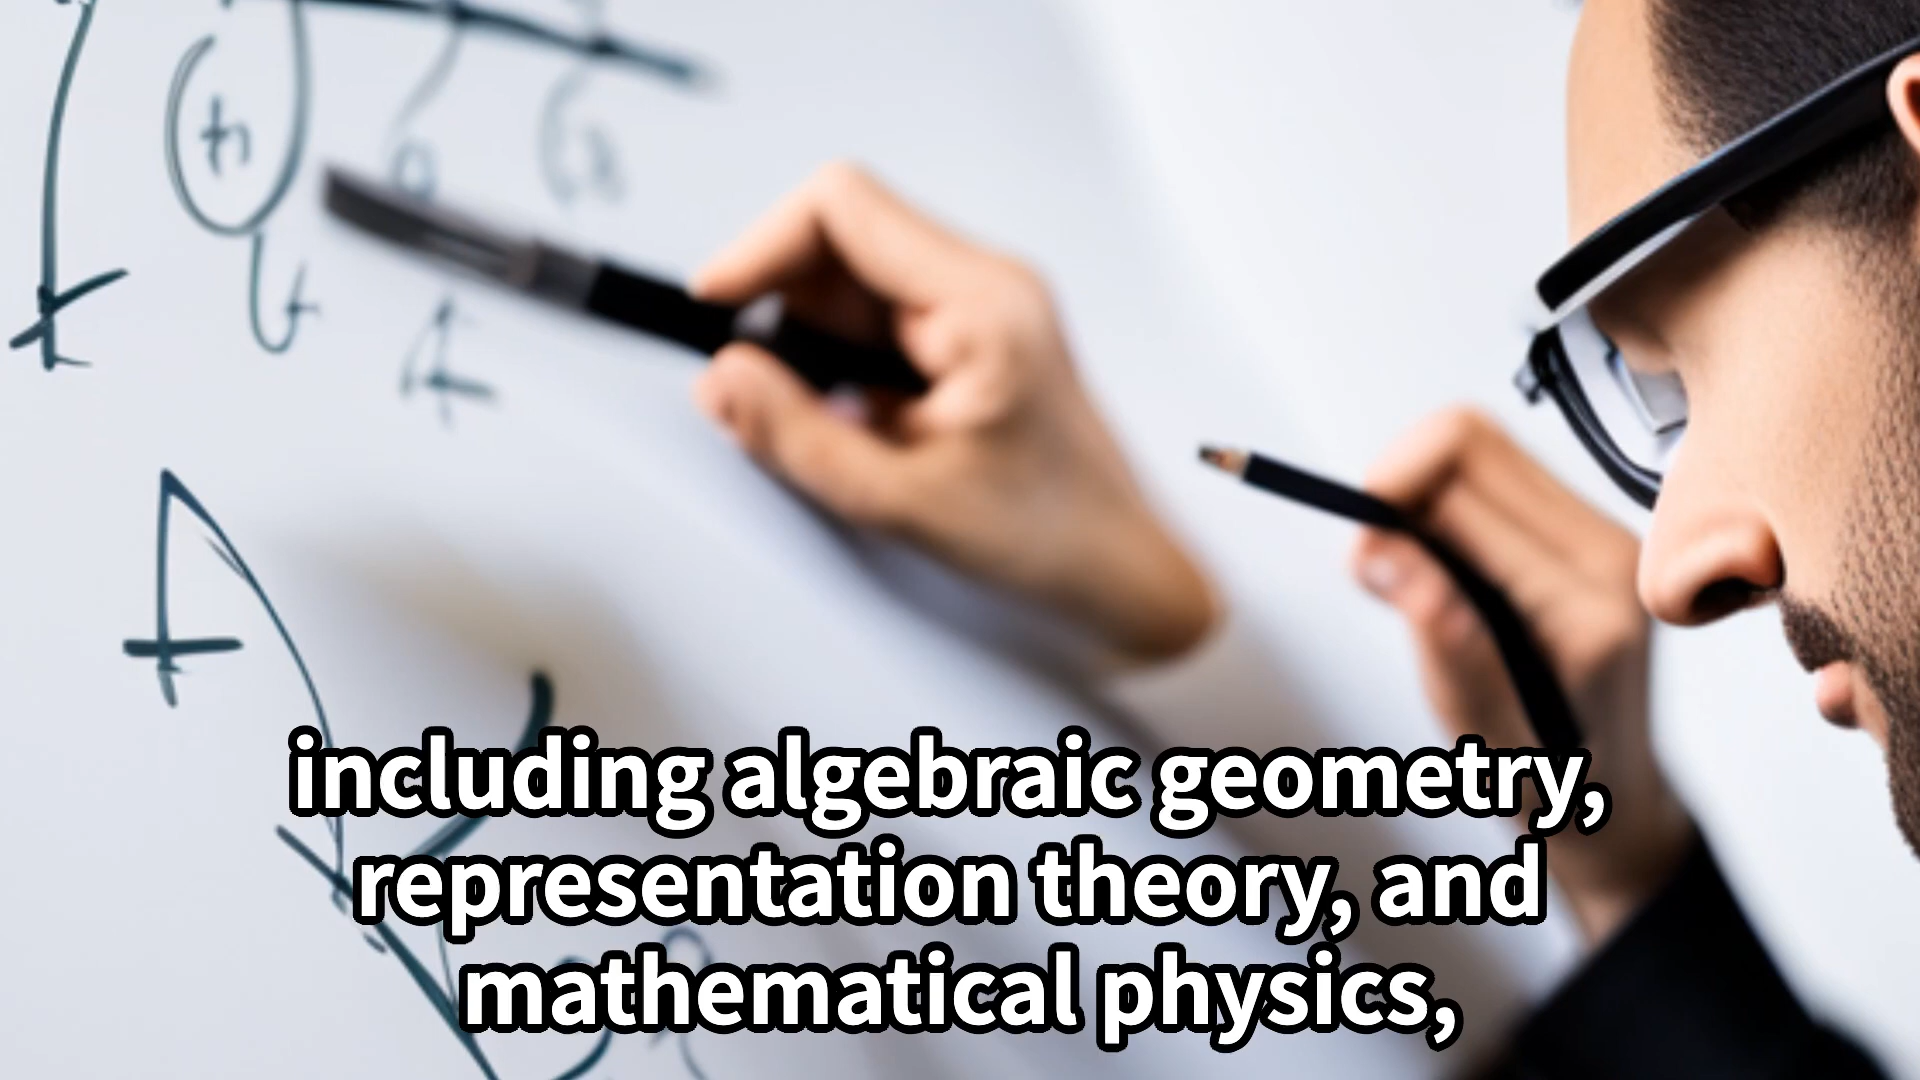 including algebraic geometry,
representation theory, and
mathematical physics,